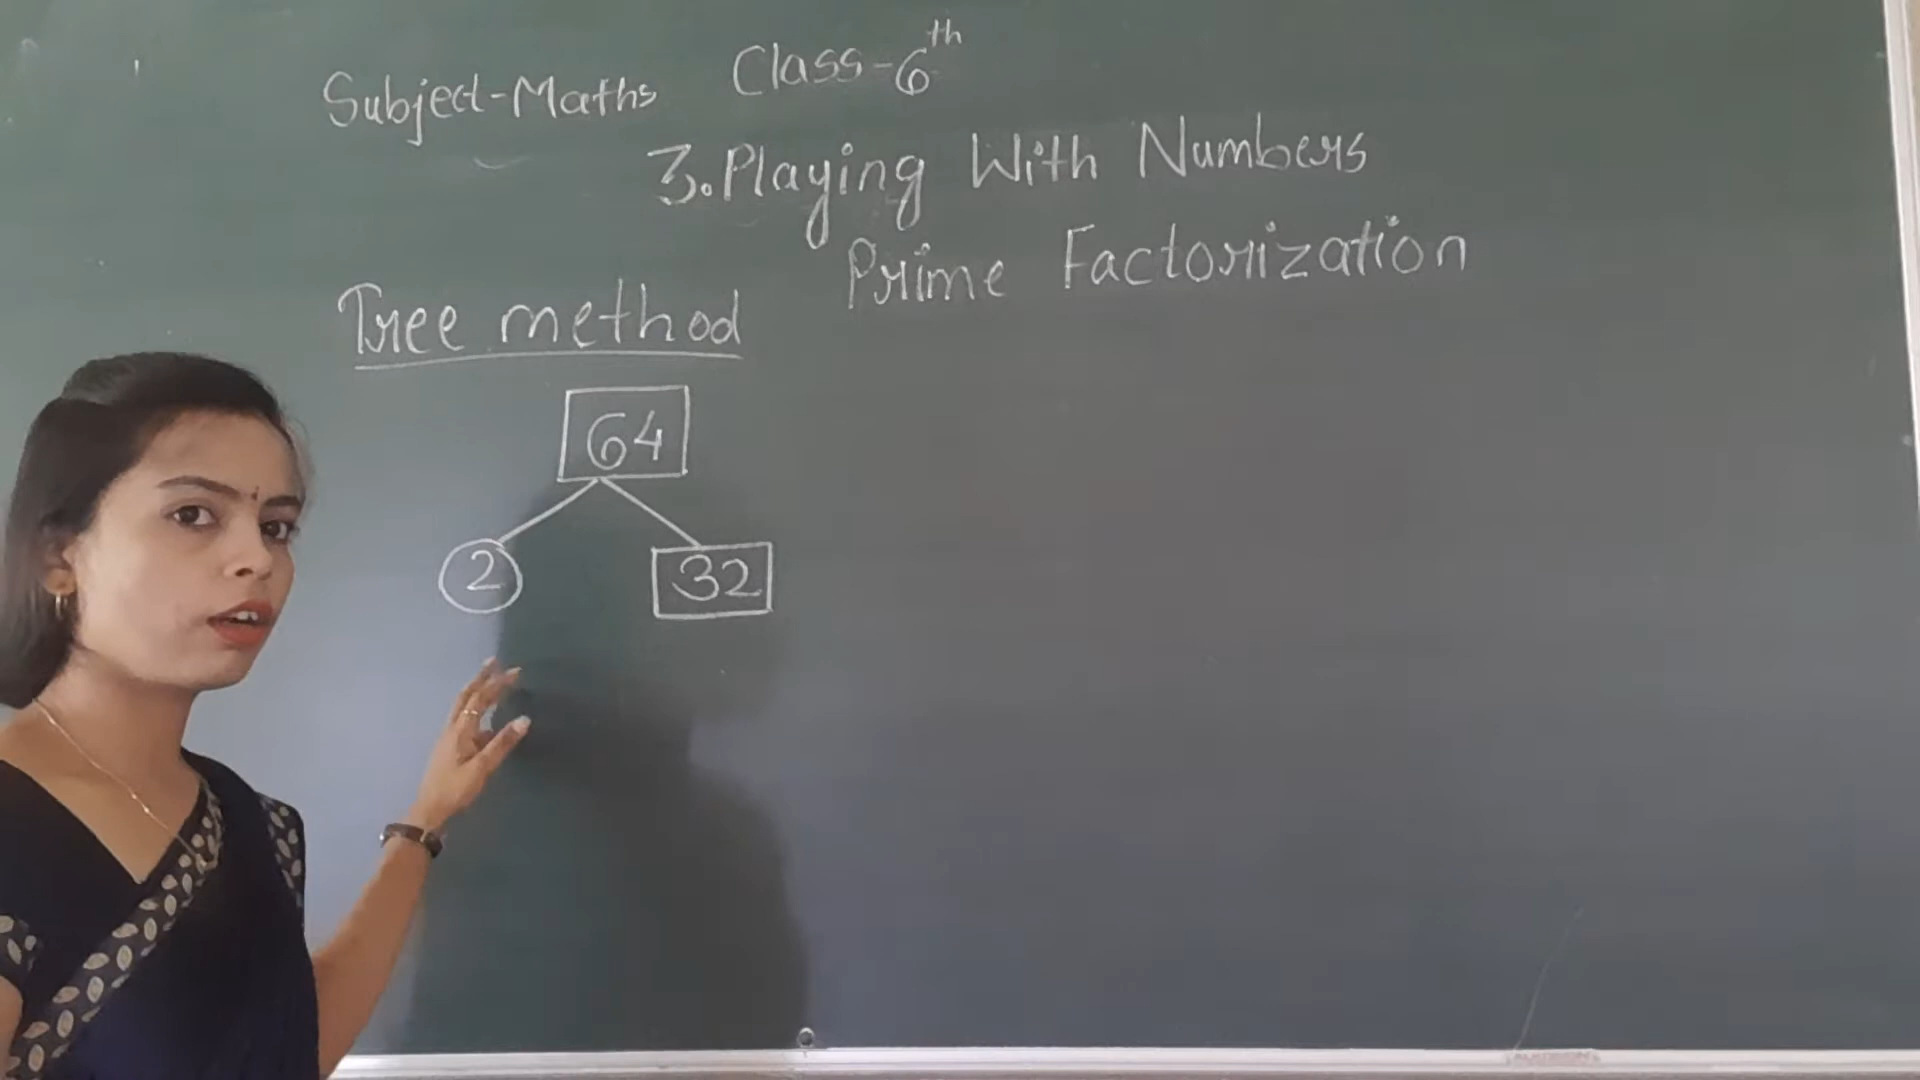 Subject-Maths Class-6th
3. Playing With Numbers
Prime Factorization
Tree method
64
2 32